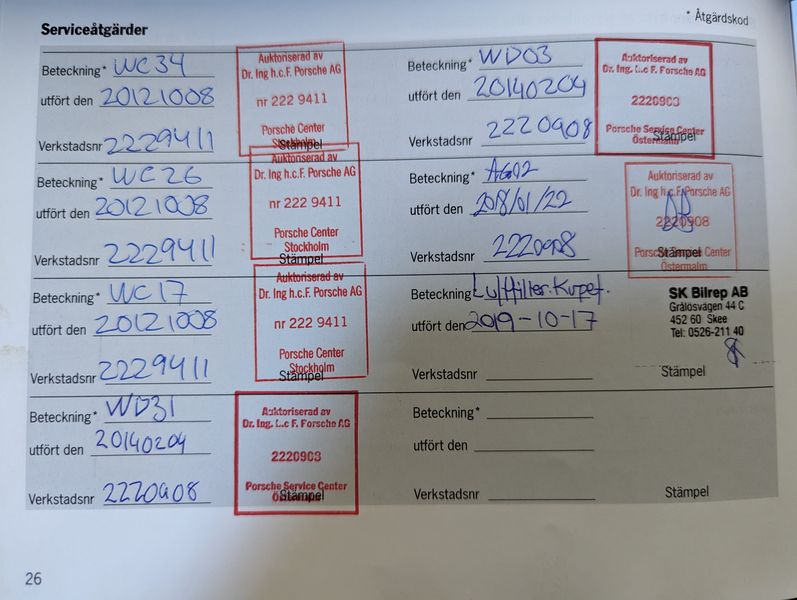 * Åtgärdskod
Serviceåtgärder
Beteckning* WC34
utfört den 20121008
Verkstadsnr 2229411
Auktoriserad av
Dr. Ing h.c.F. Porsche AG
nr 222 9411
Porsche Center
Stockholm
Stämpel
Beteckning* WC26
utfört den 20121008
Verkstadsnr 2229411
Auktoriserad av
Dr. Ing h.c.F. Porsche AG
nr 222 9411
Porsche Center
Stockholm
Stämpel
Beteckning* WC17
utfört den 20121008
Verkstadsnr 2229411
Auktoriserad av
Dr. Ing h.c.F. Porsche AG
nr 222 9411
Porsche Center
Stockholm
Stämpel
Beteckning* WD31
utfört den 20140204
Verkstadsnr 2220908
Auktoriserad av
Dr. Ing. h.c F. Porsche AG
2220908
Porsche Service Center
Östermalm
Stämpel
Beteckning* WD03
utfört den 20140204
Verkstadsnr 2220908
Auktoriserad av
Dr. Ing. h.c F. Porsche AG
2220908
Porsche Service Center
Östermalm
Stämpel
Beteckning* AG02
utfört den 2018/01/22
Verkstadsnr 2220908
Auktoriserad av
Dr. Ing h.c.F. Porsche AG
2220908
Porsche Center
Östermalm
Stämpel
Beteckning Luftfilter. Kupef.
utfört den 2019-10-17
Verkstadsnr
SK Bilrep AB
Grålösvägen 44 C
452 60 Skee
Tel: 0526-211 40
Stämpel
Beteckning*
utfört den
Verkstadsnr
Stämpel
26